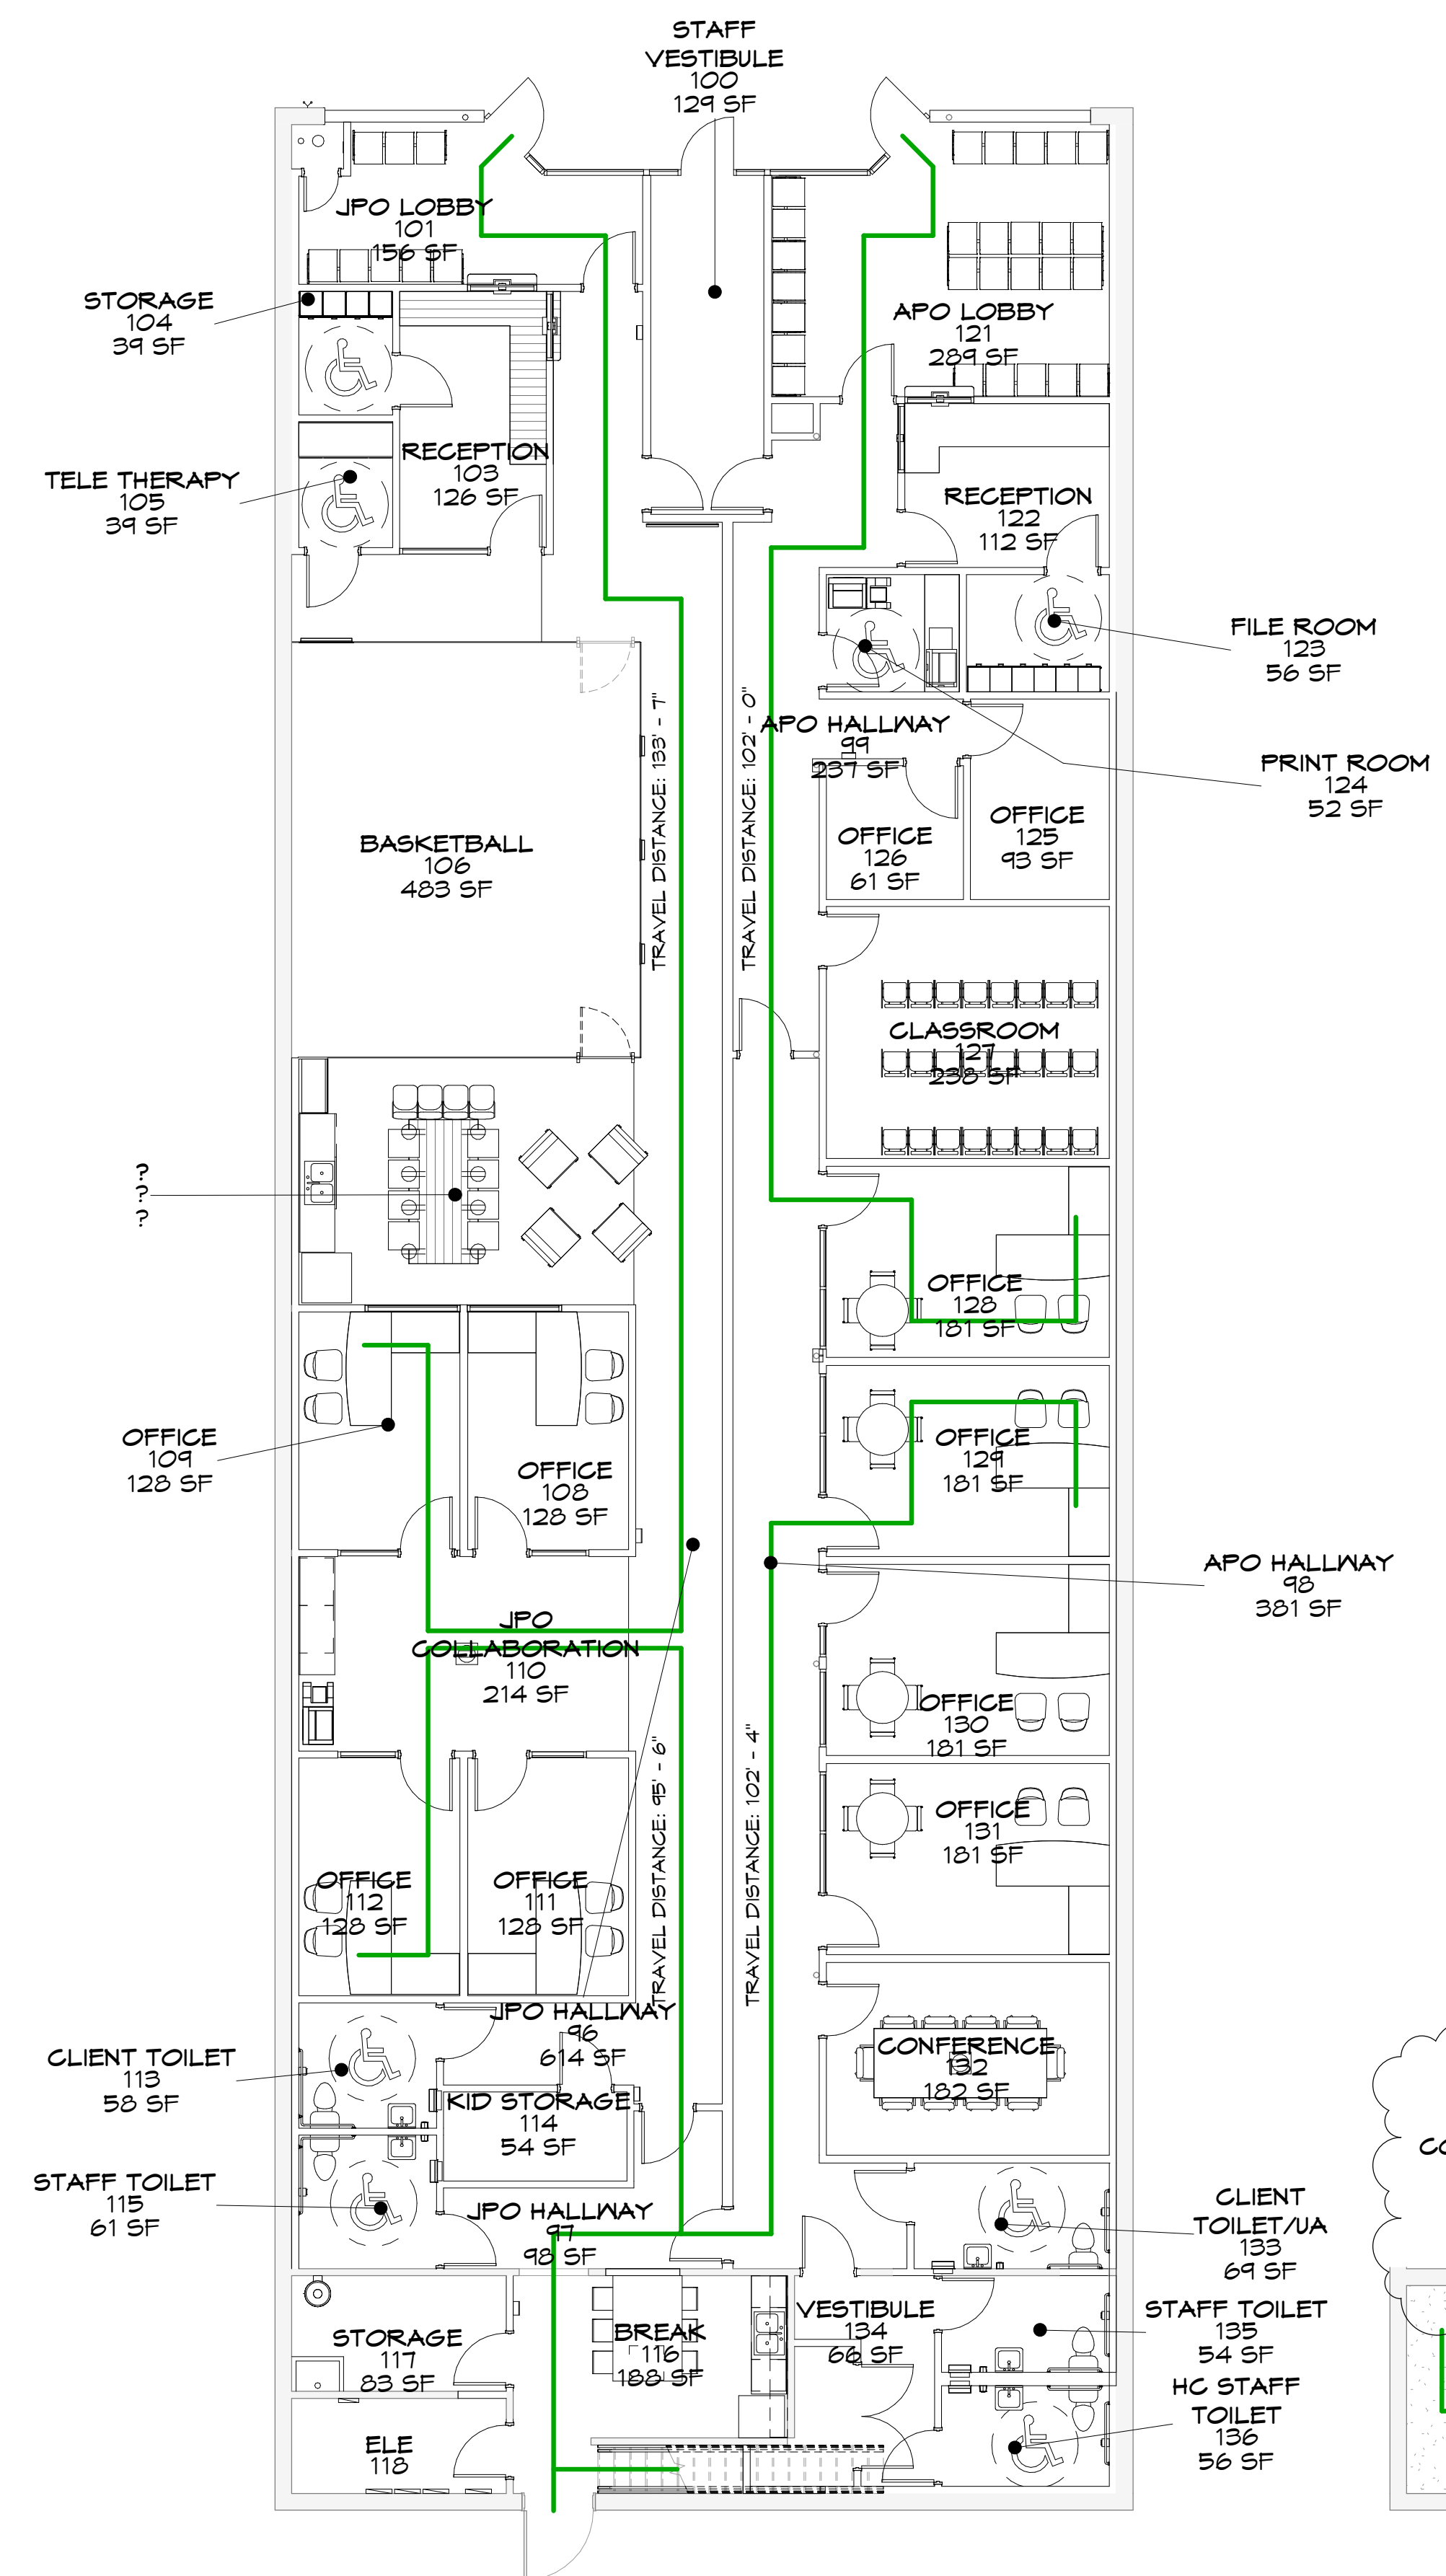 STAFF
VESTIBULE
100
129 SF
JPO LOBBY
101
156 SF
STORAGE
104
39 SF
APO LOBBY
121
289 SF
RECEPTION
103
126 SF
TELE THERAPY
105
39 SF
RECEPTION
122
112 SF
FILE ROOM
123
56 SF
TRAVEL DISTANCE: 133' - 7"
TRAVEL DISTANCE: 102' - 0"
APO HALLWAY
99
237 SF
PRINT ROOM
124
52 SF
BASKETBALL
106
483 SF
OFFICE
126
61 SF
OFFICE
125
93 SF
CLASSROOM
127
238 SF
?
?
?
OFFICE
128
181 SF
OFFICE
109
128 SF
OFFICE
108
128 SF
OFFICE
129
181 SF
APO HALLWAY
98
381 SF
JPO
COLLABORATION
110
214 SF
OFFICE
130
181 SF
TRAVEL DISTANCE: 95' - 6"
TRAVEL DISTANCE: 102' - 4"
OFFICE
131
181 SF
OFFICE
112
128 SF
OFFICE
111
128 SF
JPO HALLWAY
96
614 SF
CLIENT TOILET
113
58 SF
KID STORAGE
114
54 SF
CONFERENCE
132
182 SF
CO
STAFF TOILET
115
61 SF
JPO HALLWAY
97
98 SF
CLIENT
TOILET/UA
133
69 SF
STORAGE
117
83 SF
BREAK
116
188 SF
VESTIBULE
134
66 SF
STAFF TOILET
135
54 SF
HC STAFF
TOILET
136
56 SF
ELE
118